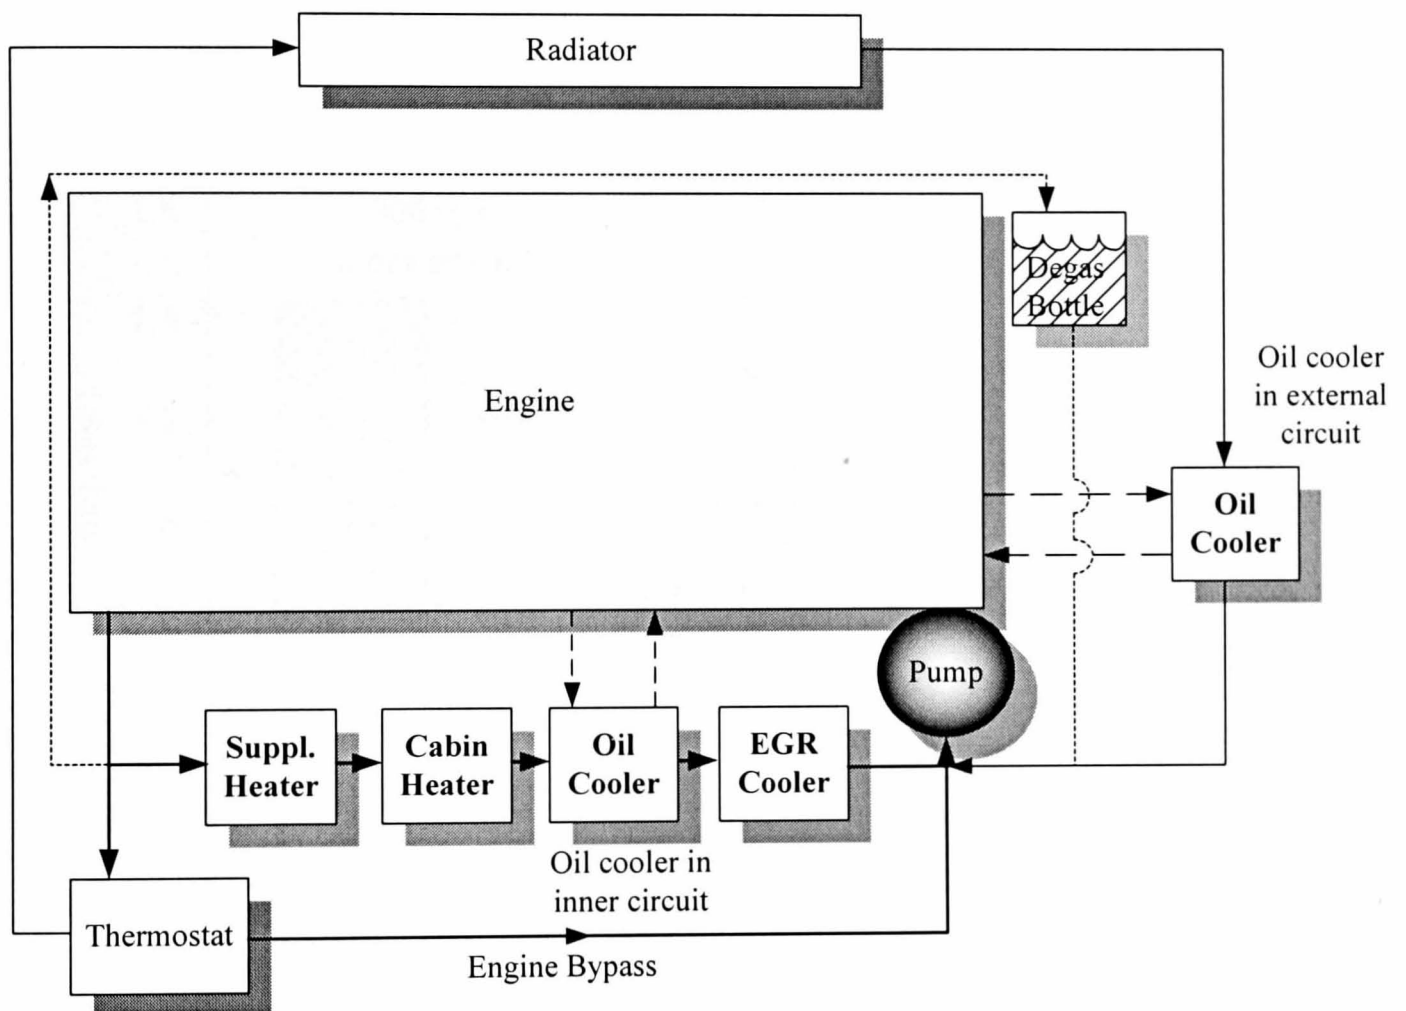 Radiator
Degas
Bottle
Engine
Oil cooler
in external
circuit
Oil
Cooler
Pump
Suppl.
Heater
Cabin
Heater
Oil
Cooler
EGR
Cooler
Oil cooler in
inner circuit
Thermostat
Engine Bypass